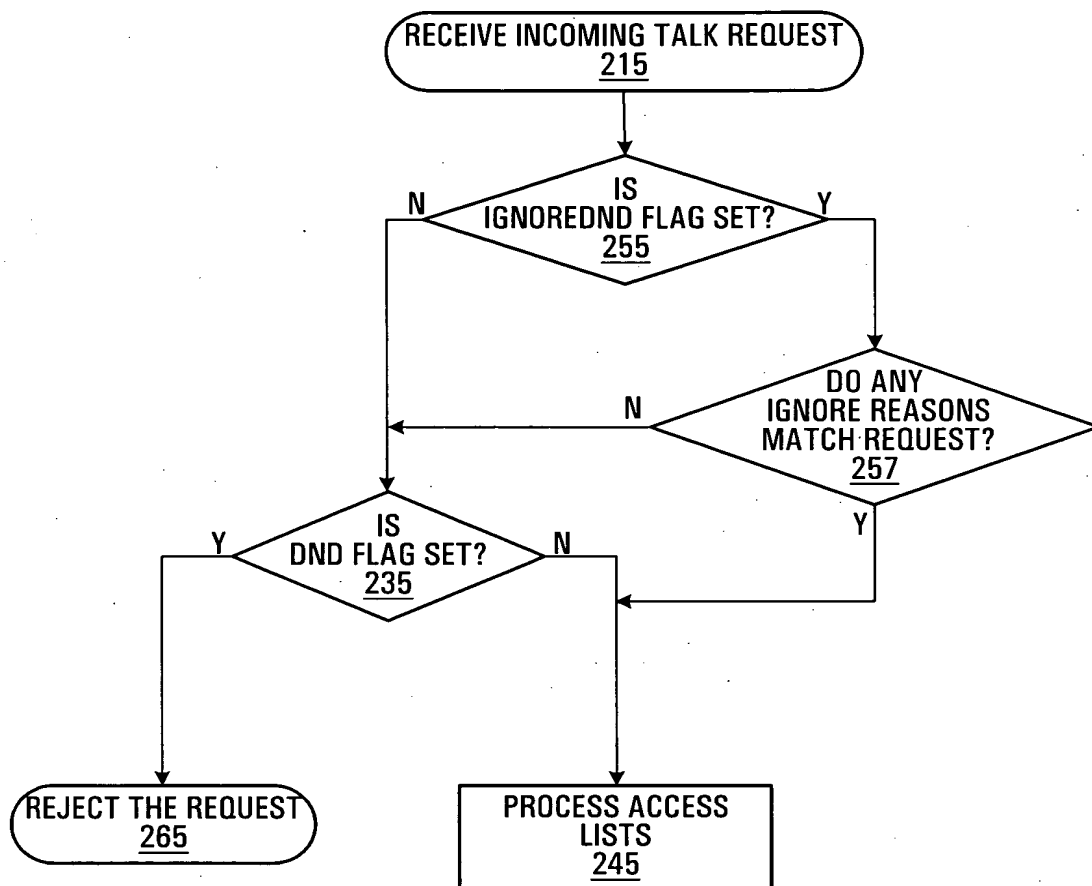 RECEIVE INCOMING TALK REQUEST
215
N
IS
IGNOREDND FLAG SET?
255
Y
N
DO ANY
IGNORE REASONS
MATCH REQUEST?
257
Y
Y
IS
DND FLAG SET?
235
N
REJECT THE REQUEST
265
PROCESS ACCESS
LISTS
245